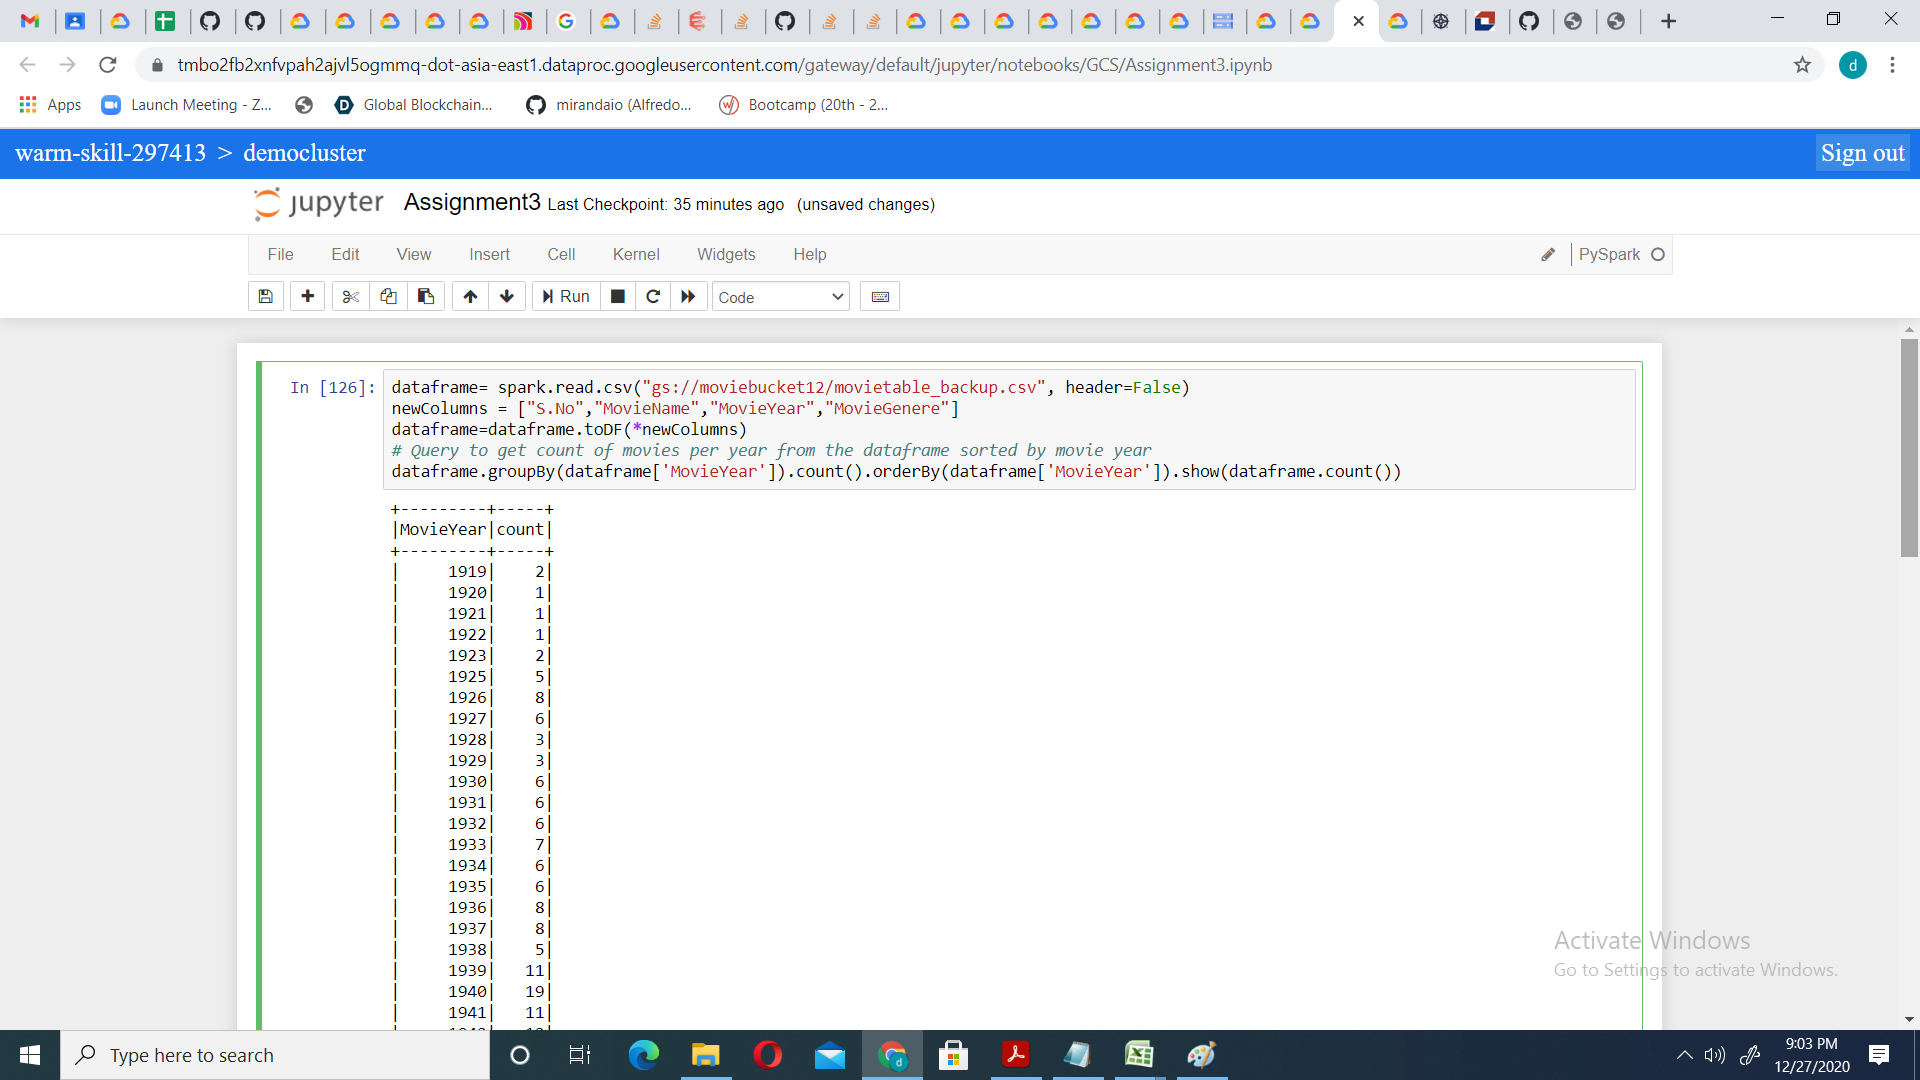 tmbo2fb2xnfvpah2ajvl5ogmmq-dot-asia-east1.dataproc.googleusercontent.com/gateway/default/jupyter/notebooks/GCS/Assignment3.ipynb
d
Apps Launch Meeting - Z... Global Blockchain... mirandaio (Alfredo... Bootcamp (20th - 2...
warm-skill-297413 > democluster Sign out
jupyter Assignment3 Last Checkpoint: 35 minutes ago (unsaved changes)
File Edit View Insert Cell Kernel Widgets Help PySpark
Run Code
In [126]: dataframe= spark.read.csv("gs://moviebucket12/movietable_backup.csv", header=False)
newColumns = ["S.No","MovieName","MovieYear","MovieGenere"]
dataframe=dataframe.toDF(*newColumns)
# Query to get count of movies per year from the dataframe sorted by movie year
dataframe.groupBy(dataframe['MovieYear']).count().orderBy(dataframe['MovieYear']).show(dataframe.count())
+---------+-----+
|MovieYear|count|
+---------+-----+
|     1919|    2|
|     1920|    1|
|     1921|    1|
|     1922|    1|
|     1923|    2|
|     1925|    5|
|     1926|    8|
|     1927|    6|
|     1928|    3|
|     1929|    3|
|     1930|    6|
|     1931|    6|
|     1932|    6|
|     1933|    7|
|     1934|    6|
|     1935|    6|
|     1936|    8|
|     1937|    8|
|     1938|    5|
|     1939|   11|
|     1940|   19|
|     1941|   11|
Activate Windows
Go to Settings to activate Windows.
Type here to search
9:03 PM
12/27/2020